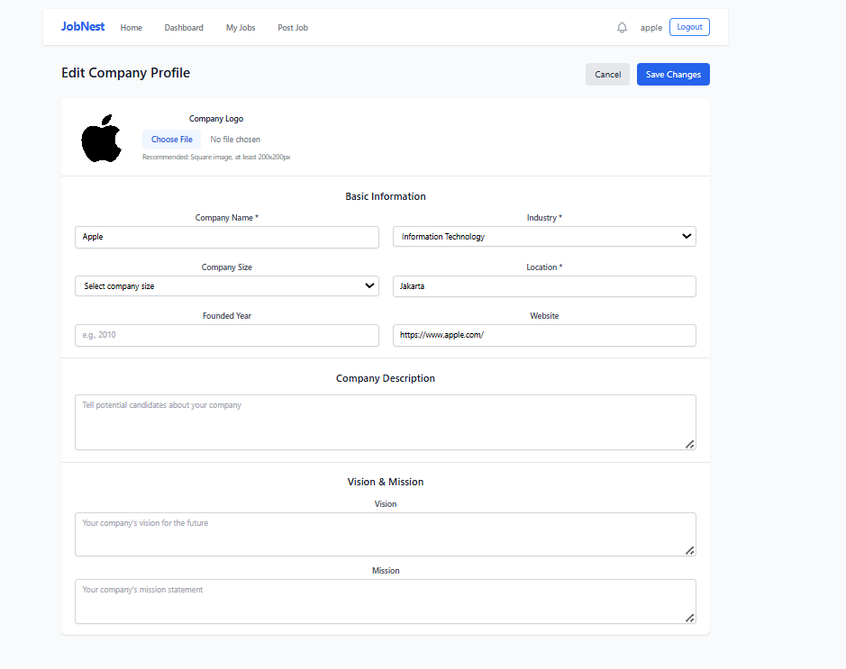 JobNest Home Dashboard My Jobs Post Job apple Logout
Edit Company Profile Cancel Save Changes
Company Logo
Choose File No file chosen
Recommended: Square image, at least 200x200px
Basic Information
Company Name * Industry *
Apple Information Technology
Company Size Location *
Select company size Jakarta
Founded Year Website
e.g., 2010 https://www.apple.com/
Company Description
Tell potential candidates about your company
Vision & Mission
Vision
Your company's vision for the future
Mission
Your company's mission statement